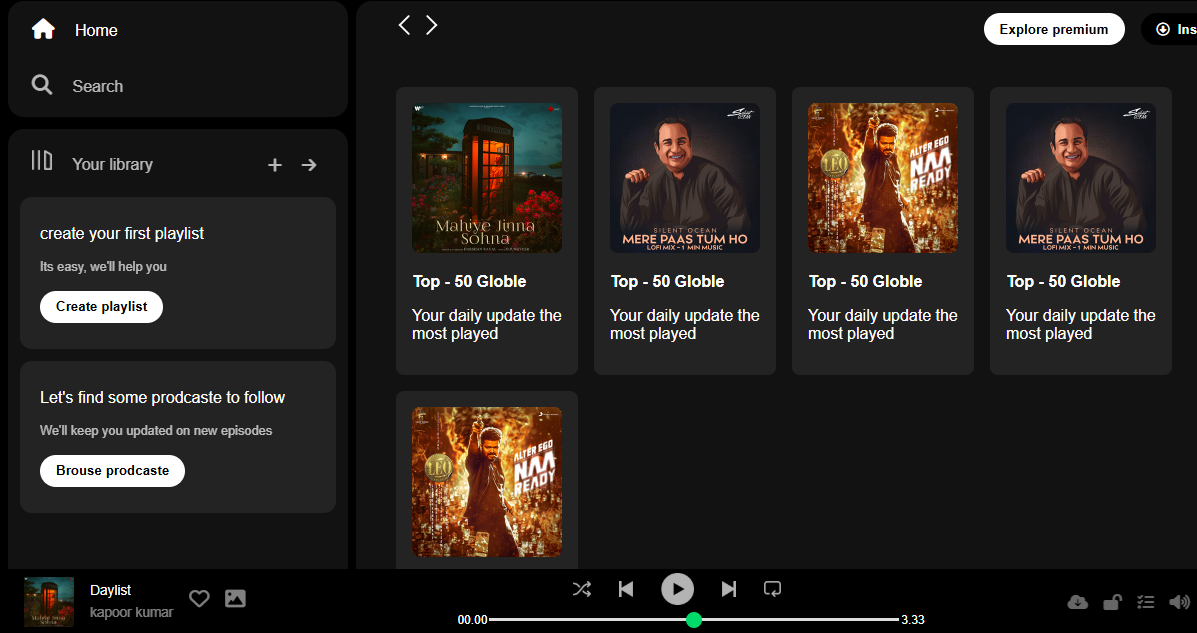 Home
Search
Your library
create your first playlist
Its easy, we'll help you
Create playlist
Let's find some prodcaste to follow
We'll keep you updated on new episodes
Brouse prodcaste
Explore premium
Ins
Mahiye Jinna
Sohna
Top - 50 Globle
Your daily update the
most played
SILENT OCEAN
MERE PAAS TUM HO
LOFI MIX - 1 MIN MUSIC
Top - 50 Globle
Your daily update the
most played
LEO
ALTER EGO
NAA
READY
Top - 50 Globle
Your daily update the
most played
SILENT OCEAN
MERE PAAS TUM HO
LOFI MIX - 1 MIN MUSIC
Top - 50 Globle
Your daily update the
most played
LEO
ALTER EGO
NAA
READY
Daylist
kapoor kumar
00.00
3.33